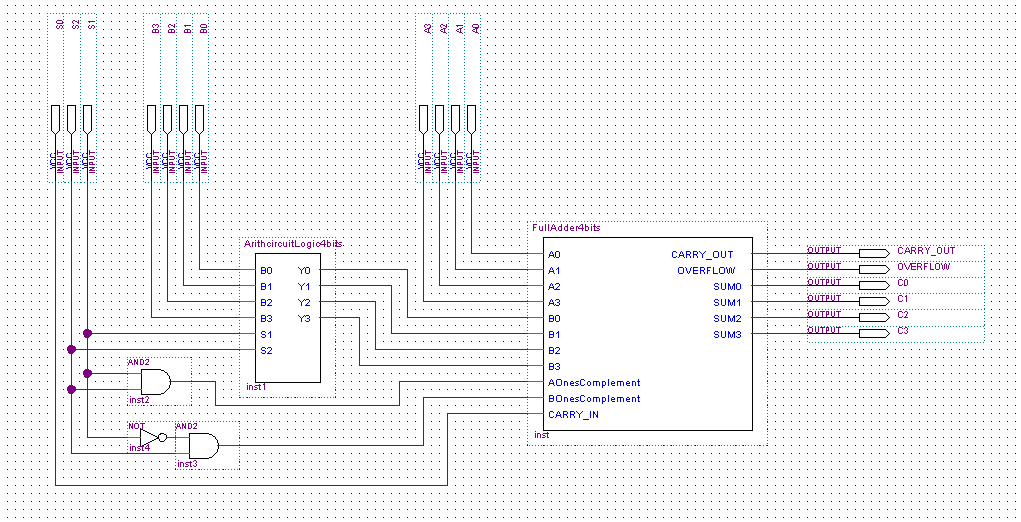 S0
S2
S1
B3
B2
B1
B0
A3
A2
A1
A0
VCC
INPUT
VCC
INPUT
VCC
INPUT
VCC
INPUT
VCC
INPUT
VCC
INPUT
VCC
INPUT
VCC
INPUT
VCC
INPUT
VCC
INPUT
VCC
INPUT
ArithcircuitLogic4bits
B0 Y0
B1 Y1
B2 Y2
B3 Y3
S1
S2
inst1
AND2
inst2
NOT
inst4
AND2
inst3
FullAdder4bits
A0 CARRY_OUT
A1 OVERFLOW
A2 SUM0
A3 SUM1
B0 SUM2
B1 SUM3
B2
B3
AOnesComplement
BOnesComplement
CARRY_IN
inst
OUTPUT CARRY_OUT
OUTPUT OVERFLOW
OUTPUT C0
OUTPUT C1
OUTPUT C2
OUTPUT C3